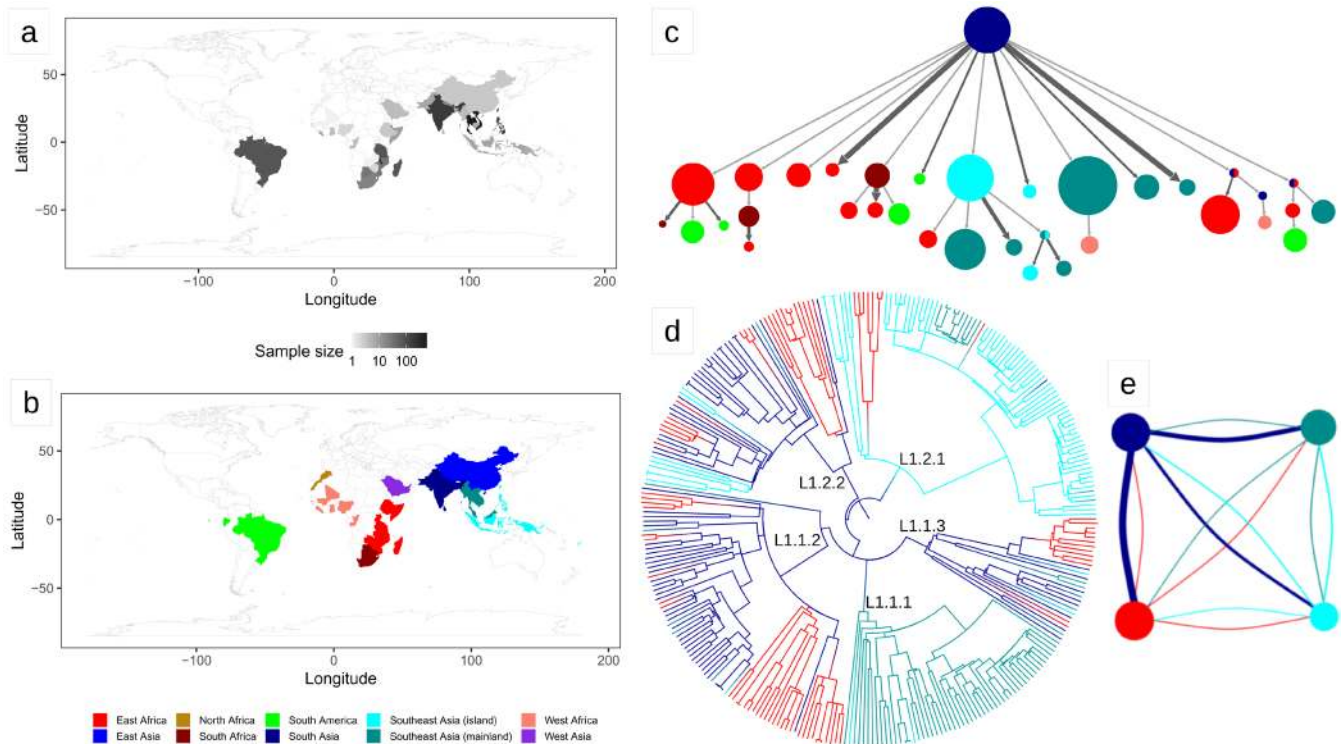 a
Latitude
50
0
−50
−100
0
100
200
Longitude
Sample size
1 10 100
b
Latitude
50
0
−50
−100
0
100
200
Longitude
East Africa
North Africa
South America
Southeast Asia (island)
West Africa
East Asia
South Africa
South Asia
Southeast Asia (mainland)
West Asia
c
d
L1.2.1
L1.2.2
L1.1.3
L1.1.2
L1.1.1
e